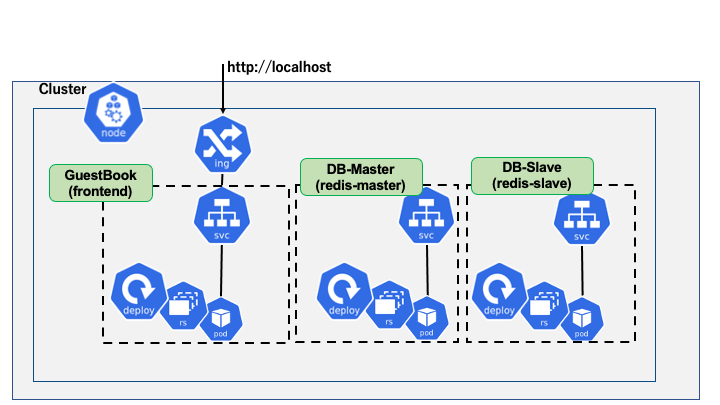 http://localhost
Cluster
node
ing
GuestBook
(frontend)
DB-Master
(redis-master)
DB-Slave
(redis-slave)
svc
svc
svc
deploy
rs
pod
deploy
rs
pod
deploy
rs
pod